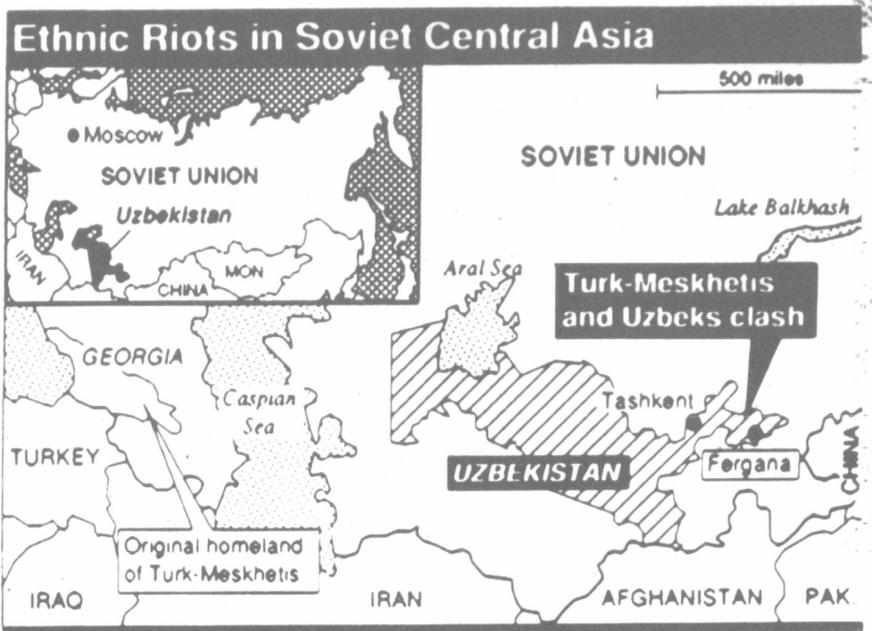 Ethnic Riots in Soviet Central Asia
Moscow
SOVIET UNION
Uzbekistan
IRAN
CHINA
MON
500 miles
SOVIET UNION
Lake Balkhash
Aral Sea
Turk-Meskhetis
and Uzbeks clash
GEORGIA
Caspian
Sea
Tashkent
TURKEY
UZBEKISTAN
Fergana
CHINA
Original homeland
of Turk-Meskhetis
IRAQ
IRAN
AFGHANISTAN
PAK.